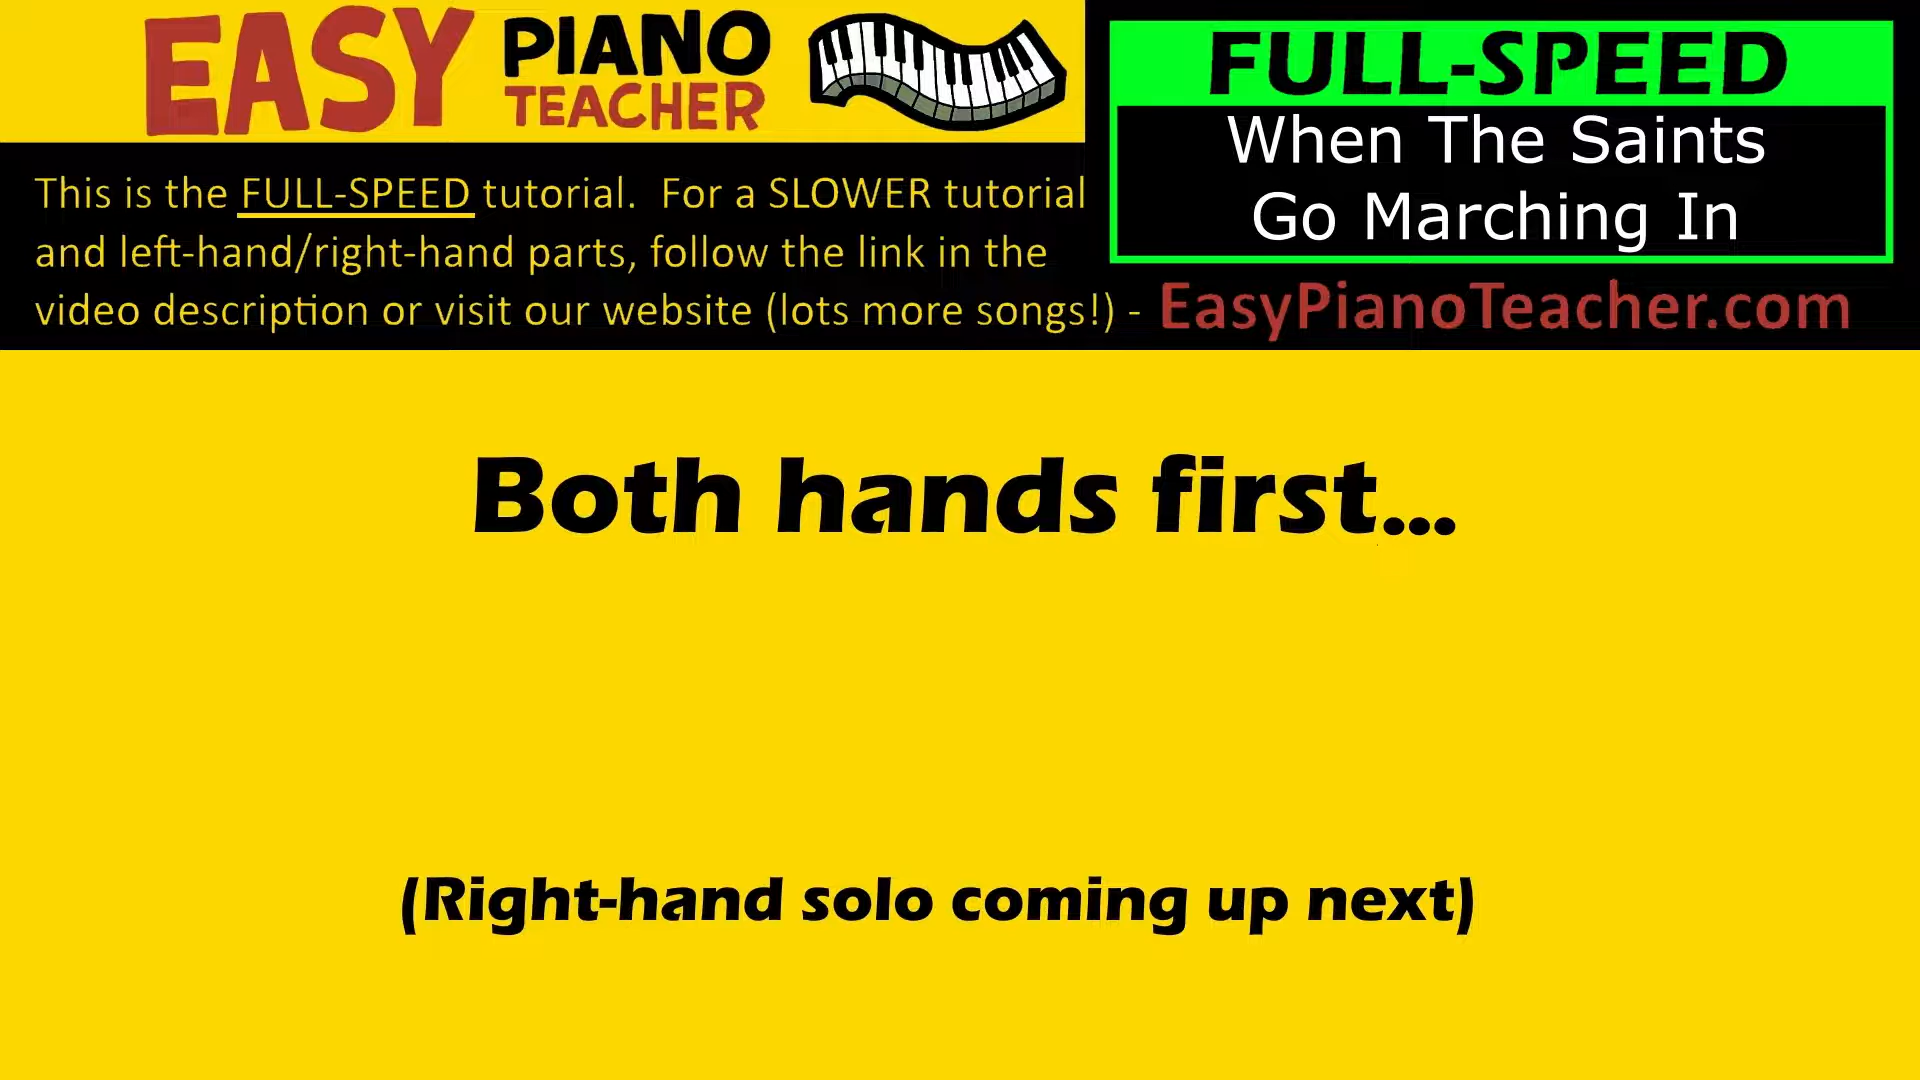 EASY PIANO TEACHER
FULL-SPEED
When The Saints
Go Marching In
This is the FULL-SPEED tutorial. For a SLOWER tutorial
and left-hand/right-hand parts, follow the link in the
video description or visit our website (lots more songs!) - EasyPianoTeacher.com
Both hands first...
(Right-hand solo coming up next)